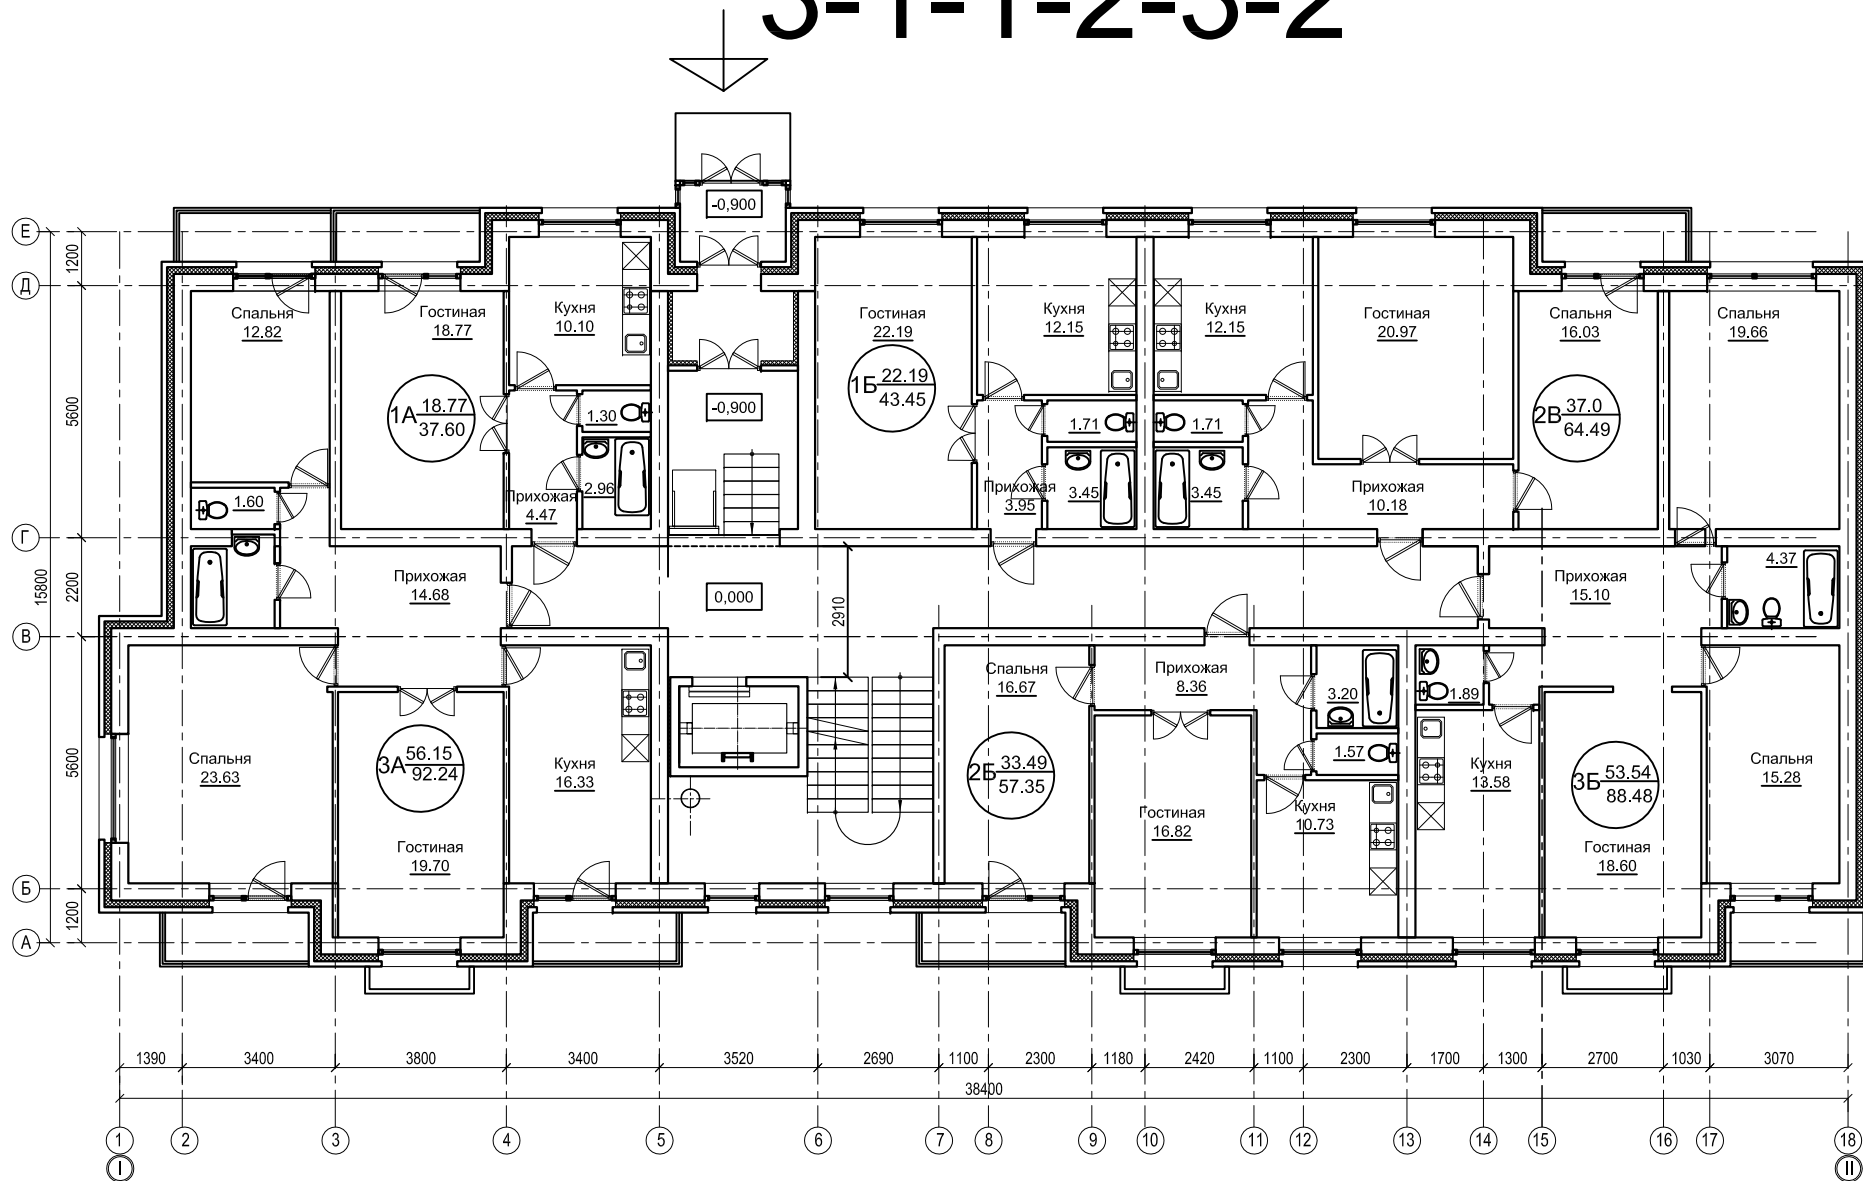 3-1-1-2-3-2
-0,900
Е
Д
Г
В
Б
А
1200
5600
2200
5600
1200
15800
Спальня
12.82
Гостиная
18.77
Кухня
10.10
1А 18.77
37.60
1.30
2.96
1.60
Прихожая
4.47
Прихожая
14.68
-0,900
0,000
2910
Гостиная
22.19
1Б 22.19
43.45
Кухня
12.15
Кухня
12.15
1.71
1.71
Прихожая
3.95
3.45
3.45
Гостиная
20.97
Прихожая
10.18
Спальня
16.03
2В 37.0
64.49
Спальня
19.66
4.37
Прихожая
15.10
Спальня
23.63
3А 56.15
92.24
Гостиная
19.70
Кухня
16.33
Спальня
16.67
2Б 33.49
57.35
Прихожая
8.36
3.20
1.57
Гостиная
16.82
Кухня
10.73
1.89
Кухня
13.58
3Б 53.54
88.48
Гостиная
18.60
Спальня
15.28
1390 3400 3800 3400 3520 2690 1100 2300 1180 2420 1100 2300 1700 1300 2700 1030 3070
38400
1 2 3 4 5 6 7 8 9 10 11 12 13 14 15 16 17 18
I II